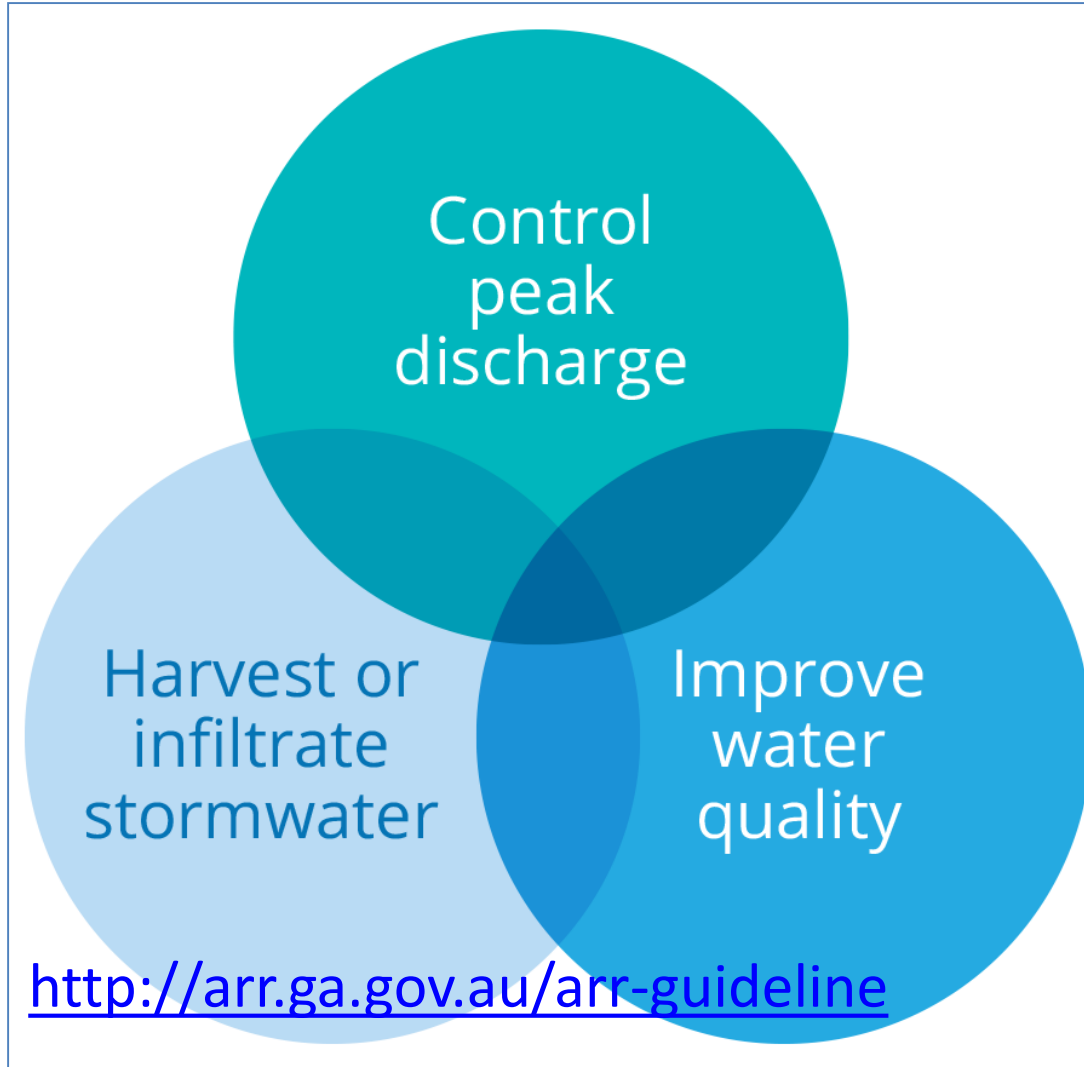 Control
peak
discharge
Harvest or
infiltrate
stormwater
Improve
water
quality
http://arr.ga.gov.au/arr-guideline